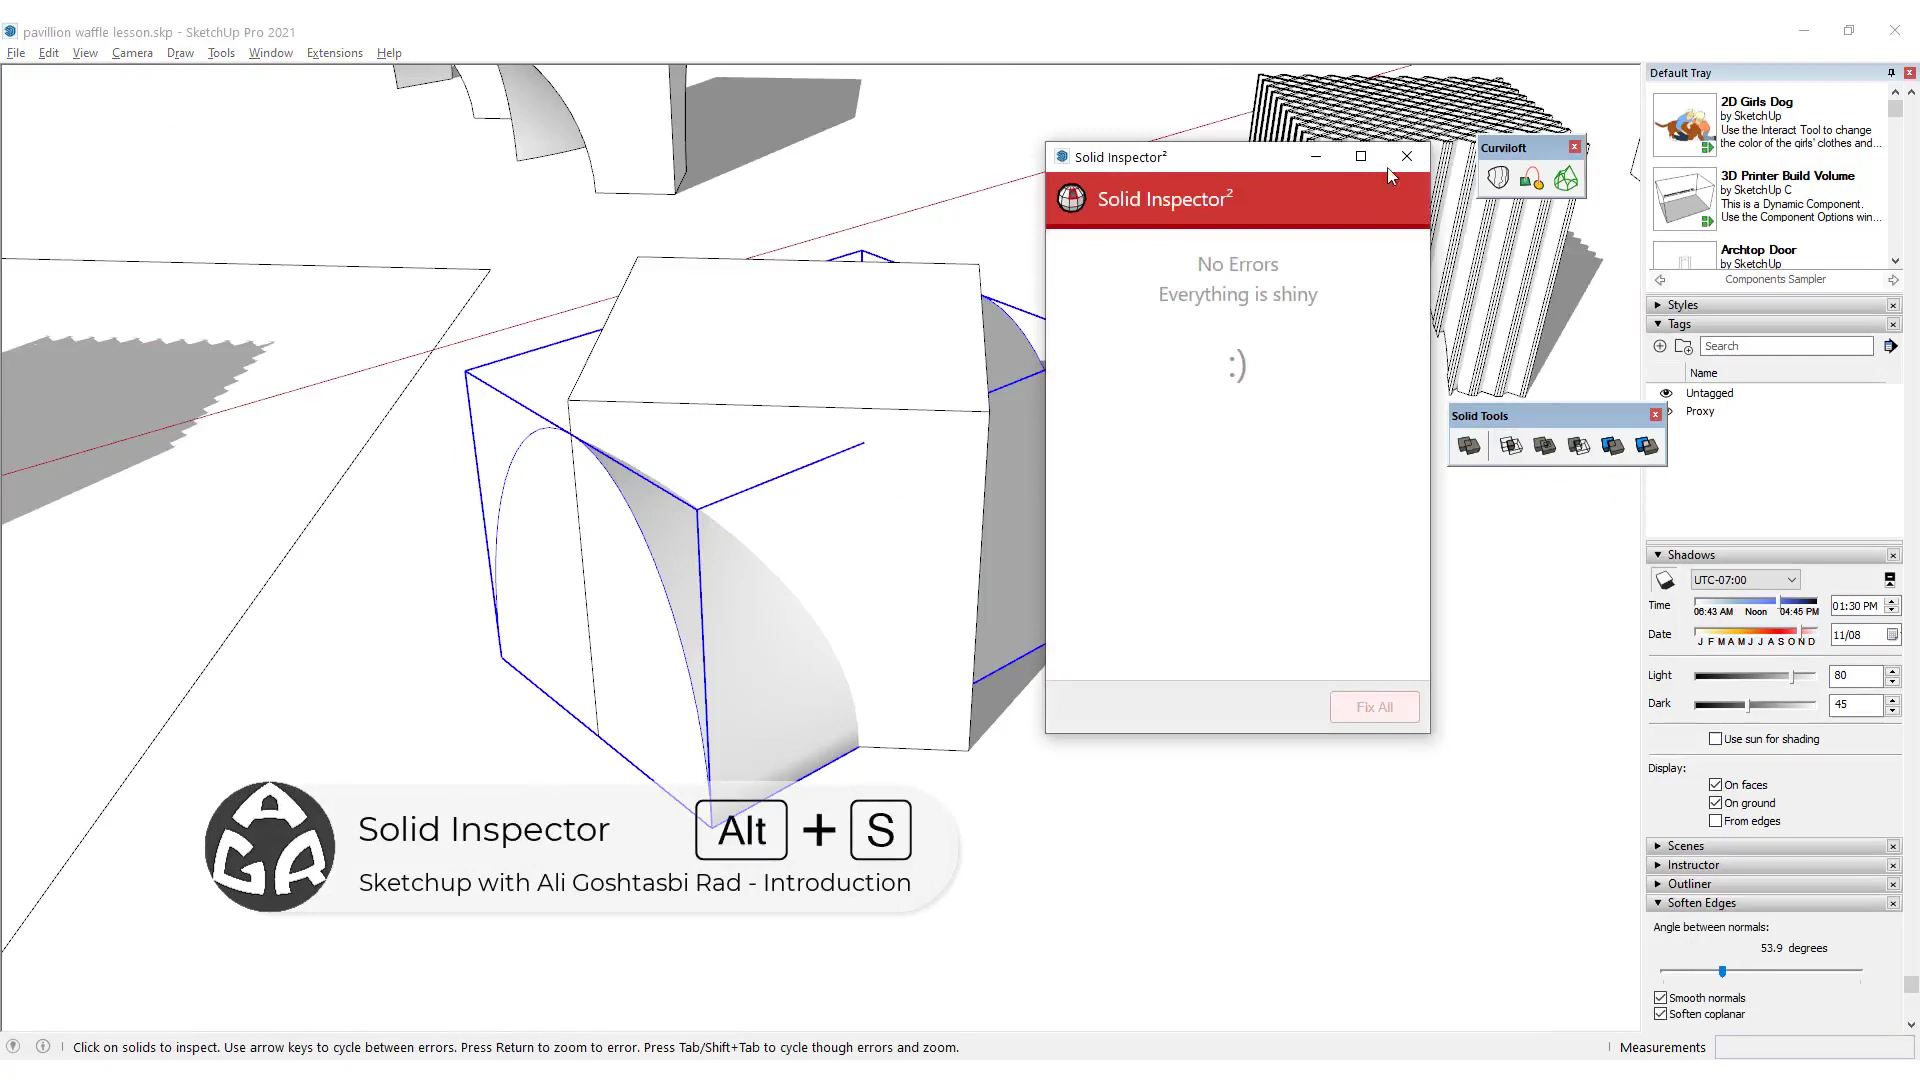 pavillion waffle lesson.skp - SketchUp Pro 2021
File Edit View Camera Draw Tools Window Extensions Help
Default Tray
2D Girls Dog
by SketchUp
Use the Interact Tool to change
the color of the girls' clothes and...
3D Printer Build Volume
by SketchUp C
This is a Dynamic Component.
Use the Component Options win...
Archtop Door
by SketchUp
Components Sampler
Styles
Tags
Search
Name
Untagged
Proxy
Curviloft
Solid Tools
Solid Inspector²
Solid Inspector²
No Errors
Everything is shiny
:)
Fix All
Shadows
UTC-07:00
Time
06:43 AM Noon 04:45 PM
01:30 PM
Date
J F M A M J J A S O N D
11/08
Light
80
Dark
45
Use sun for shading
Display:
On faces
On ground
From edges
Scenes
Instructor
Outliner
Soften Edges
Angle between normals:
53.9 degrees
Smooth normals
Soften coplanar
AGR
Solid Inspector Alt + S
Sketchup with Ali Goshtasbi Rad - Introduction
Click on solids to inspect. Use arrow keys to cycle between errors. Press Return to zoom to error. Press Tab/Shift+Tab to cycle though errors and zoom.
Measurements